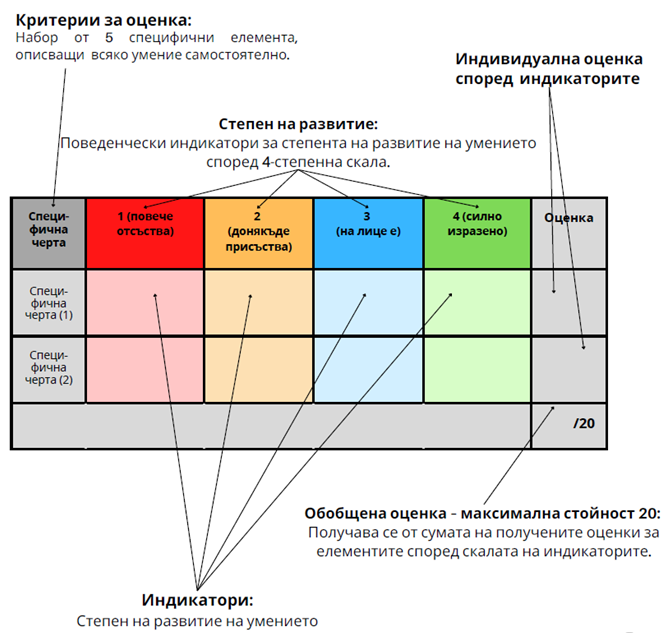 Критерии за оценка:
Набор от 5 специфични елемента,
описващи всяко умение самостоятелно.
Индивидуална оценка
според индикаторите
Степен на развитие:
Поведенчески индикатори за степента на развитие на умението
според 4-степенна скала.
Специ-
фична
черта
1 (повече
отсъства)
2
(донякъде
присъства)
3
(на лице е)
4 (силно
изразено)
Оценка
Специ-
фична
черта (1)
Специ-
фична
черта (2)
/20
Обобщена оценка – максимална стойност 20:
Получава се от сумата на получените оценки за
елементите според скалата на индикаторите.
Индикатори:
Степен на развитие на умението